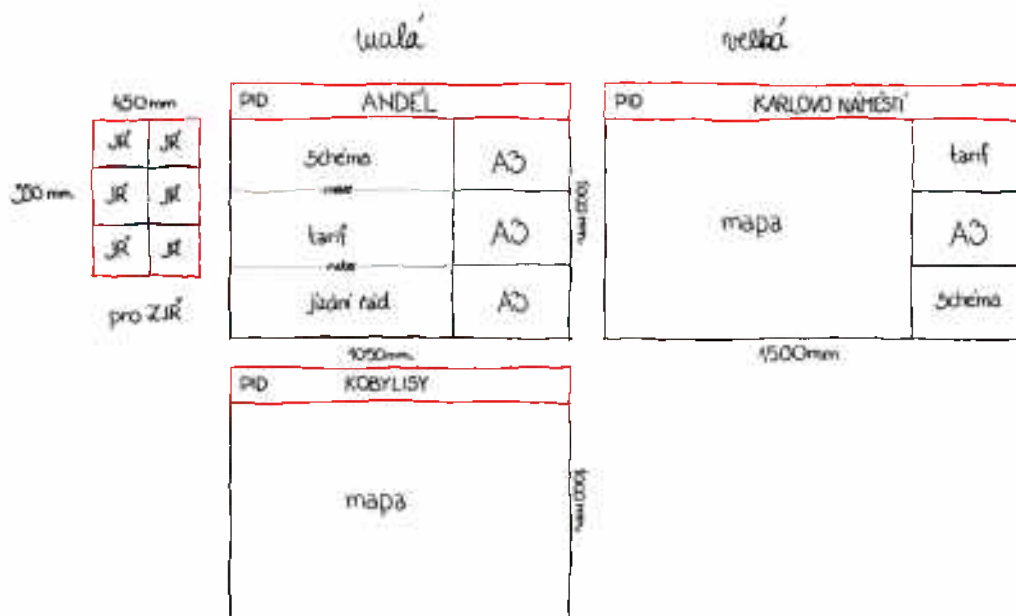 malá
velká
450mm
JŘ JŘ
JŘ JŘ
JŘ JŘ
pro ZJŘ
PID ANDĚL
schéma A3
tarif A3
jízdní řád A3
1000mm
1050mm
PID KARLOVO NÁMĚSTÍ
mapa
tarif
A3
schéma
1500mm
PID KOBYLISY
mapa
1000mm